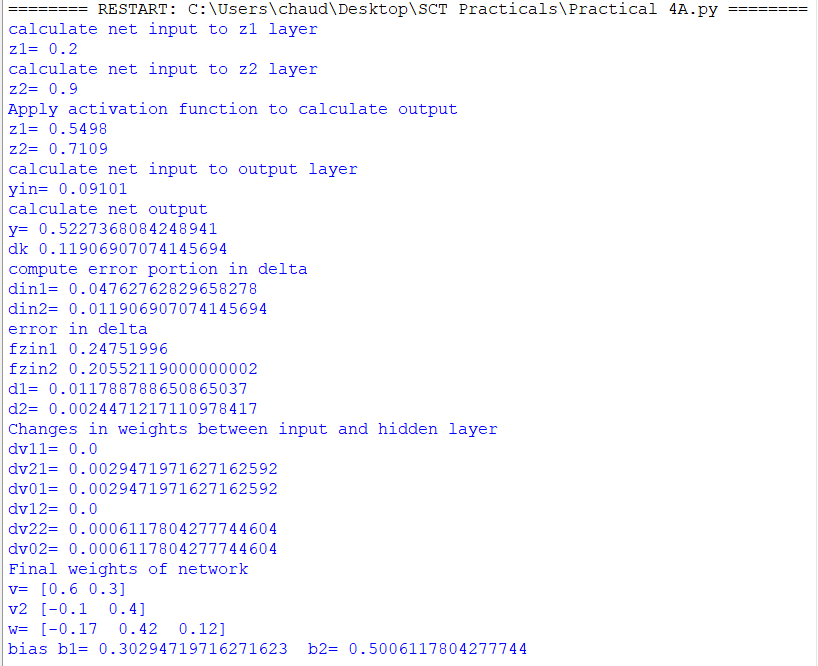 ======== RESTART: C:\Users\chaud\Desktop\SCT Practicals\Practical 4A.py ========
calculate net input to z1 layer
z1= 0.2
calculate net input to z2 layer
z2= 0.9
Apply activation function to calculate output
z1= 0.5498
z2= 0.7109
calculate net input to output layer
yin= 0.09101
calculate net output
y= 0.5227368084248941
dk 0.11906907074145694
compute error portion in delta
din1= 0.04762762829658278
din2= 0.011906907074145694
error in delta
fzin1 0.24751996
fzin2 0.20552119000000002
d1= 0.011788788650865037
d2= 0.0024471217110978417
Changes in weights between input and hidden layer
dv11= 0.0
dv21= 0.0029471971627162592
dv01= 0.0029471971627162592
dv12= 0.0
dv22= 0.0006117804277744604
dv02= 0.0006117804277744604
Final weights of network
v= [0.6 0.3]
v2 [-0.1  0.4]
w= [-0.17  0.42  0.12]
bias b1= 0.30294719716271623  b2= 0.5006117804277744